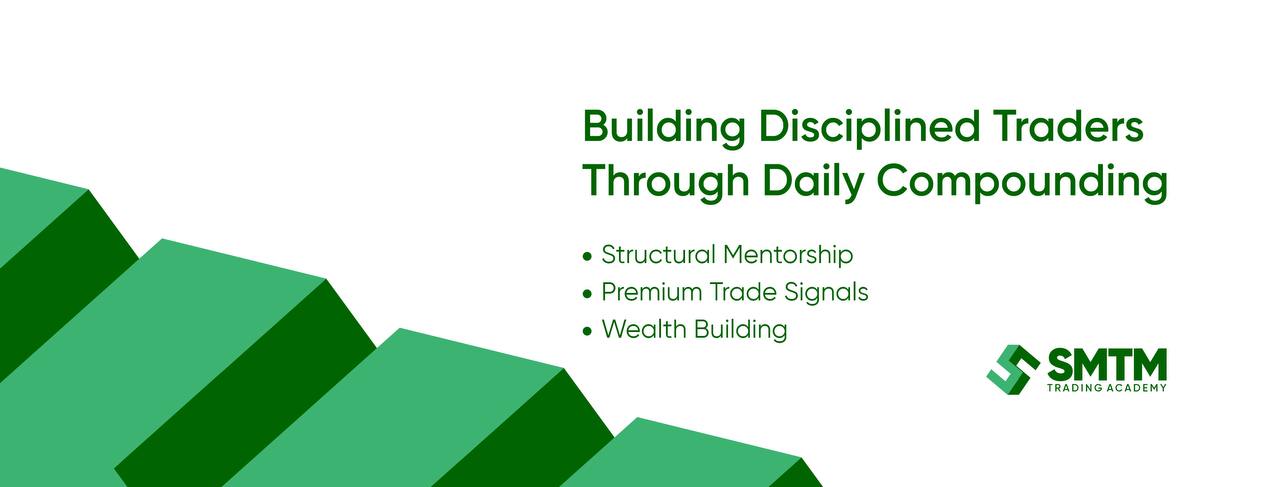 Building Disciplined Traders
Through Daily Compounding
• Structural Mentorship
• Premium Trade Signals
• Wealth Building
SMTM
TRADING ACADEMY